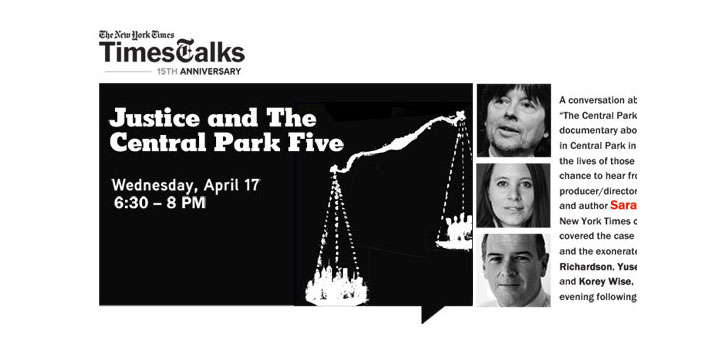 The New York Times
TimesTalks
15TH ANNIVERSARY
Justice and The
Central Park Five
Wednesday, April 17
6:30 – 8 PM
A conversation ab
"The Central Park
documentary abo
in Central Park in
the lives of those
chance to hear fro
producer/director
and author Sara
New York Times c
covered the case
and the exonerate
Richardson, Yuse
and Korey Wise,
evening following